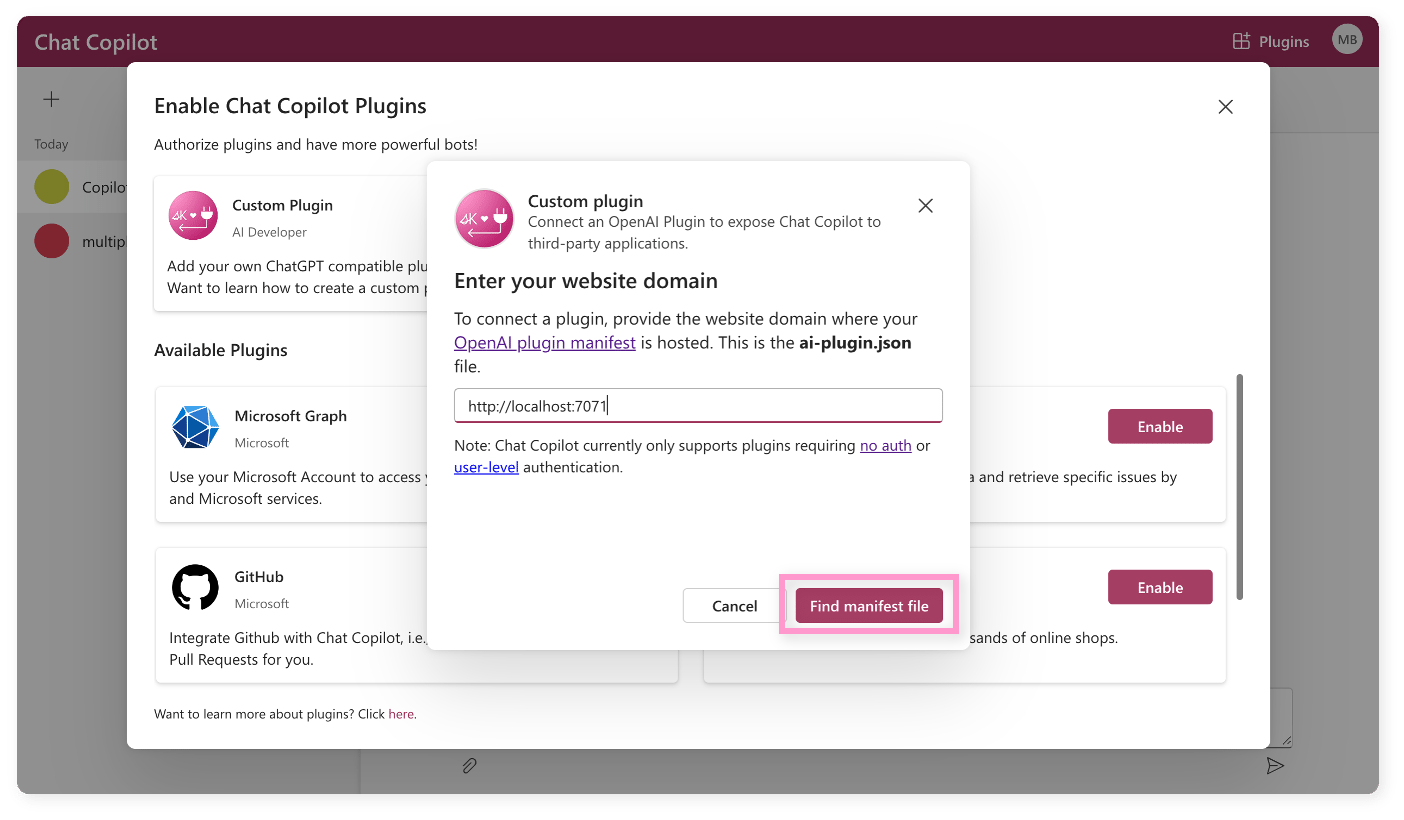 Chat Copilot
Plugins
MB
Enable Chat Copilot Plugins
Today
Authorize plugins and have more powerful bots!
Custom Plugin
AI Developer
Add your own ChatGPT compatible
Want to learn how to create a custom
Custom plugin
Connect an OpenAI Plugin to expose Chat Copilot to
third-party applications.
Enter your website domain
To connect a plugin, provide the website domain where your
OpenAI plugin manifest is hosted. This is the ai-plugin.json
file.
http://localhost:7071
Note: Chat Copilot currently only supports plugins requiring no auth or
user-level authentication.
Cancel
Find manifest file
Available Plugins
Microsoft Graph
Microsoft
Use your Microsoft Account to access
and Microsoft services.
Enable
and retrieve specific issues by
GitHub
Microsoft
Integrate Github with Chat Copilot, i.e.
Pull Requests for you.
Enable
of online shops.
Want to learn more about plugins? Click here.